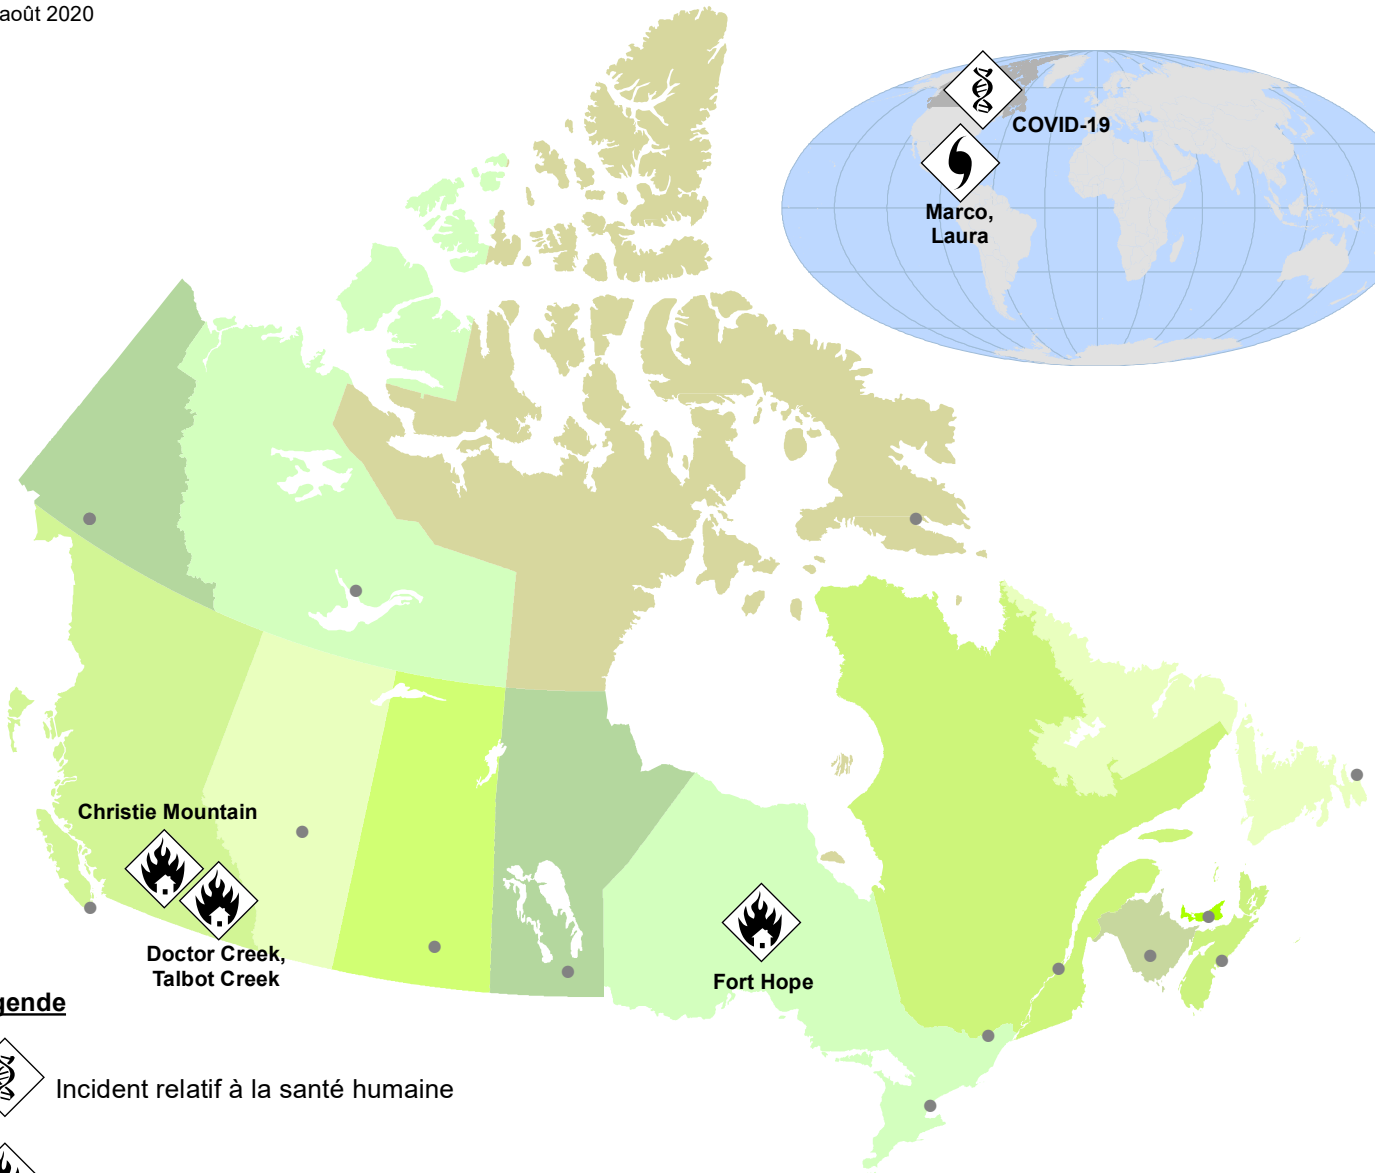 août 2020
COVID-19
Marco,
Laura
Christie Mountain
Doctor Creek,
Talbot Creek
Fort Hope
gende
Incident relatif à la santé humaine